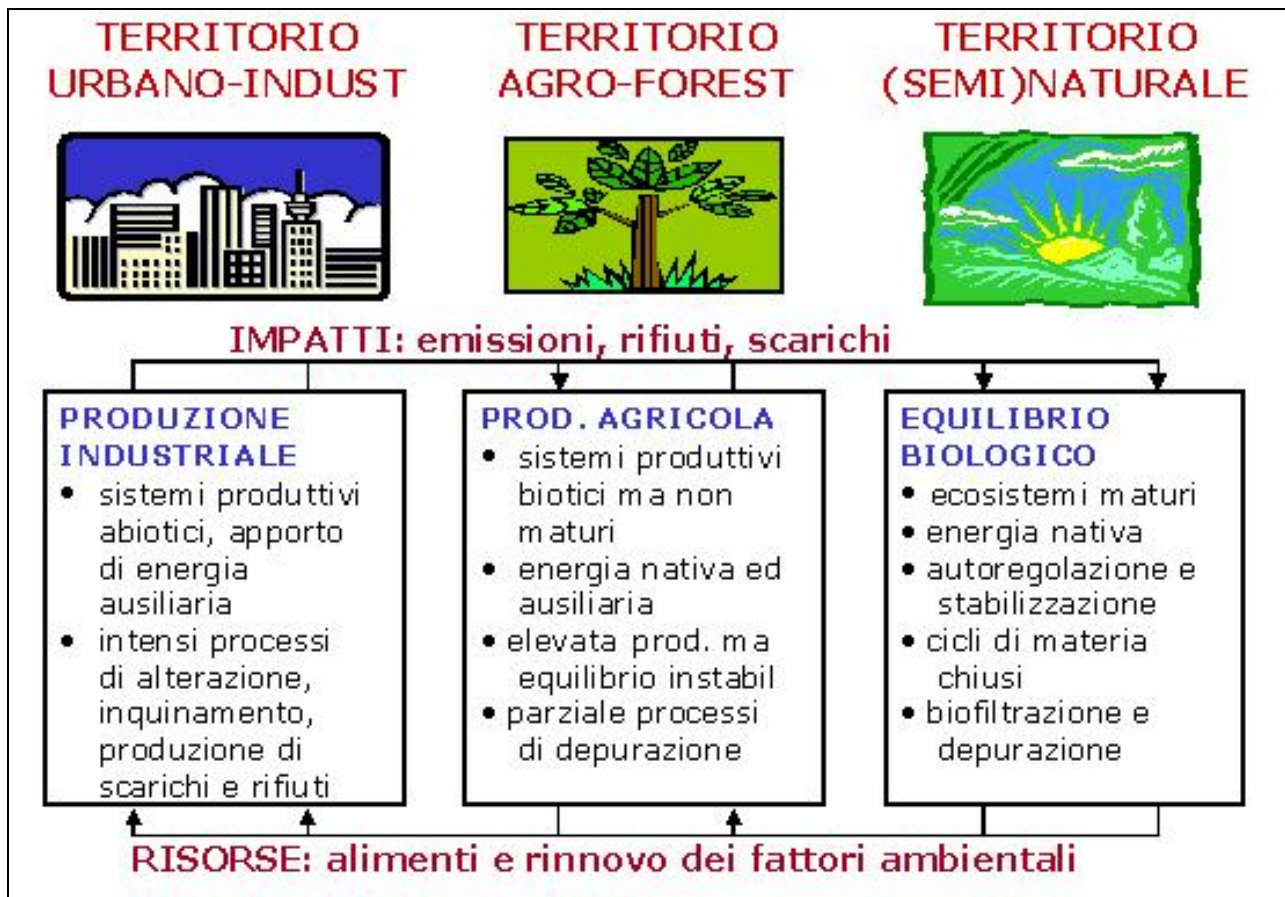 TERRITORIO
URBANO-INDUST
TERRITORIO
AGRO-FOREST
TERRITORIO
(SEMI)NATURALE
IMPATTI: emissioni, rifiuti, scarichi
PRODUZIONE
INDUSTRIALE
• sistemi produttivi
abiotici, apporto
di energia
ausiliaria
• intensi processi
di alterazione,
inquinamento,
produzione di
scarichi e rifiuti
PROD. AGRICOLA
• sistemi produttivi
biotici ma non
maturi
• energia nativa ed
ausiliaria
• elevata prod. ma
equilibrio instabil
• parziale processi
di depurazione
EQUILIBRIO
BIOLOGICO
• ecosistemi maturi
• energia nativa
• autoregolazione e
stabilizzazione
• cicli di materia
chiusi
• biofiltrazione e
depurazione
RISORSE: alimenti e rinnovo dei fattori ambientali